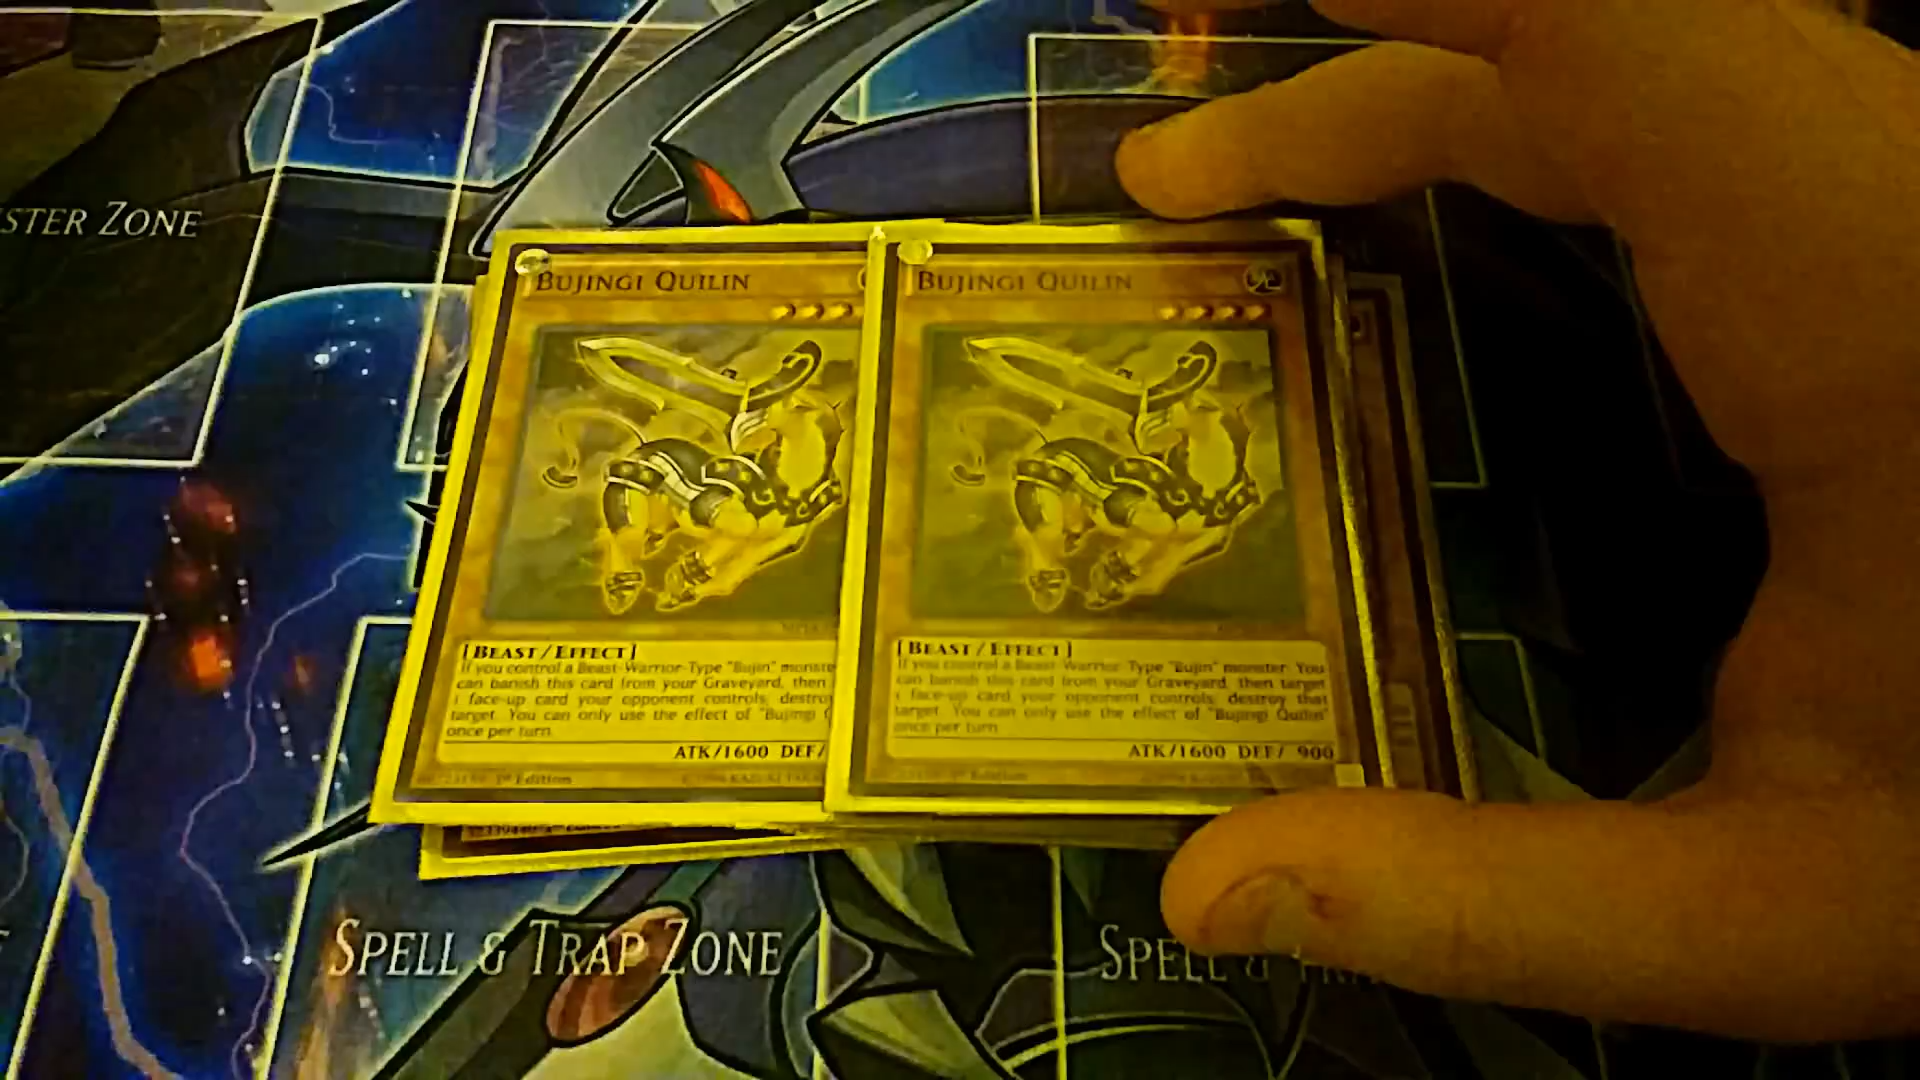 STER ZONE
BUJINGI QUILIN
[BEAST/EFFECT]
If you control a Beast-Warrior-Type "Bujin" monste
can banish this card from your Graveyard, then
1 face-up card your opponent controls; destroy
target. You can only use the effect of "Bujingi
once per turn.
ATK/1600 DEF/
1st Edition
BUJINGI QUILIN
[BEAST/EFFECT]
If you control a Beast-Warrior-Type "Bujin" monster: You
can banish this card from your Graveyard, then target
1 face-up card your opponent controls; destroy that
target. You can only use the effect of "Bujingi Quilin"
once per turn.
ATK/1600 DEF/ 900
1st Edition
SPELL & TRAP ZONE
SPELL & TRA